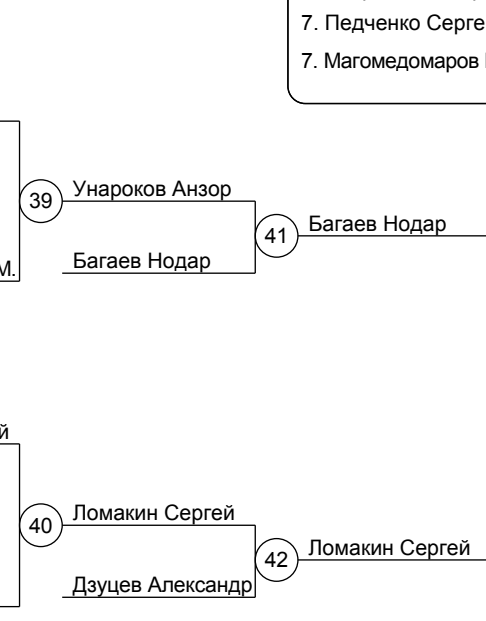 7. Педченко
7. Магомедомаров
39
Унароков Анзор
41
Багаев Нодар
Багаев Нодар
М.
40
Ломакин Сергей
42
Ломакин Сергей
Дзуцев Александр